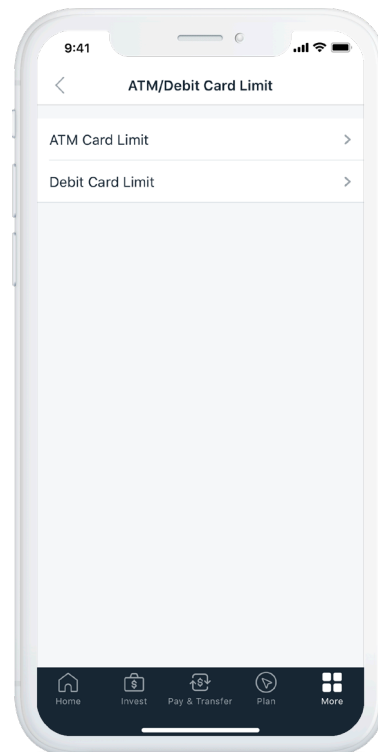 9:41
ATM/Debit Card Limit
ATM Card Limit
Debit Card Limit
Home Invest Pay & Transfer Plan More